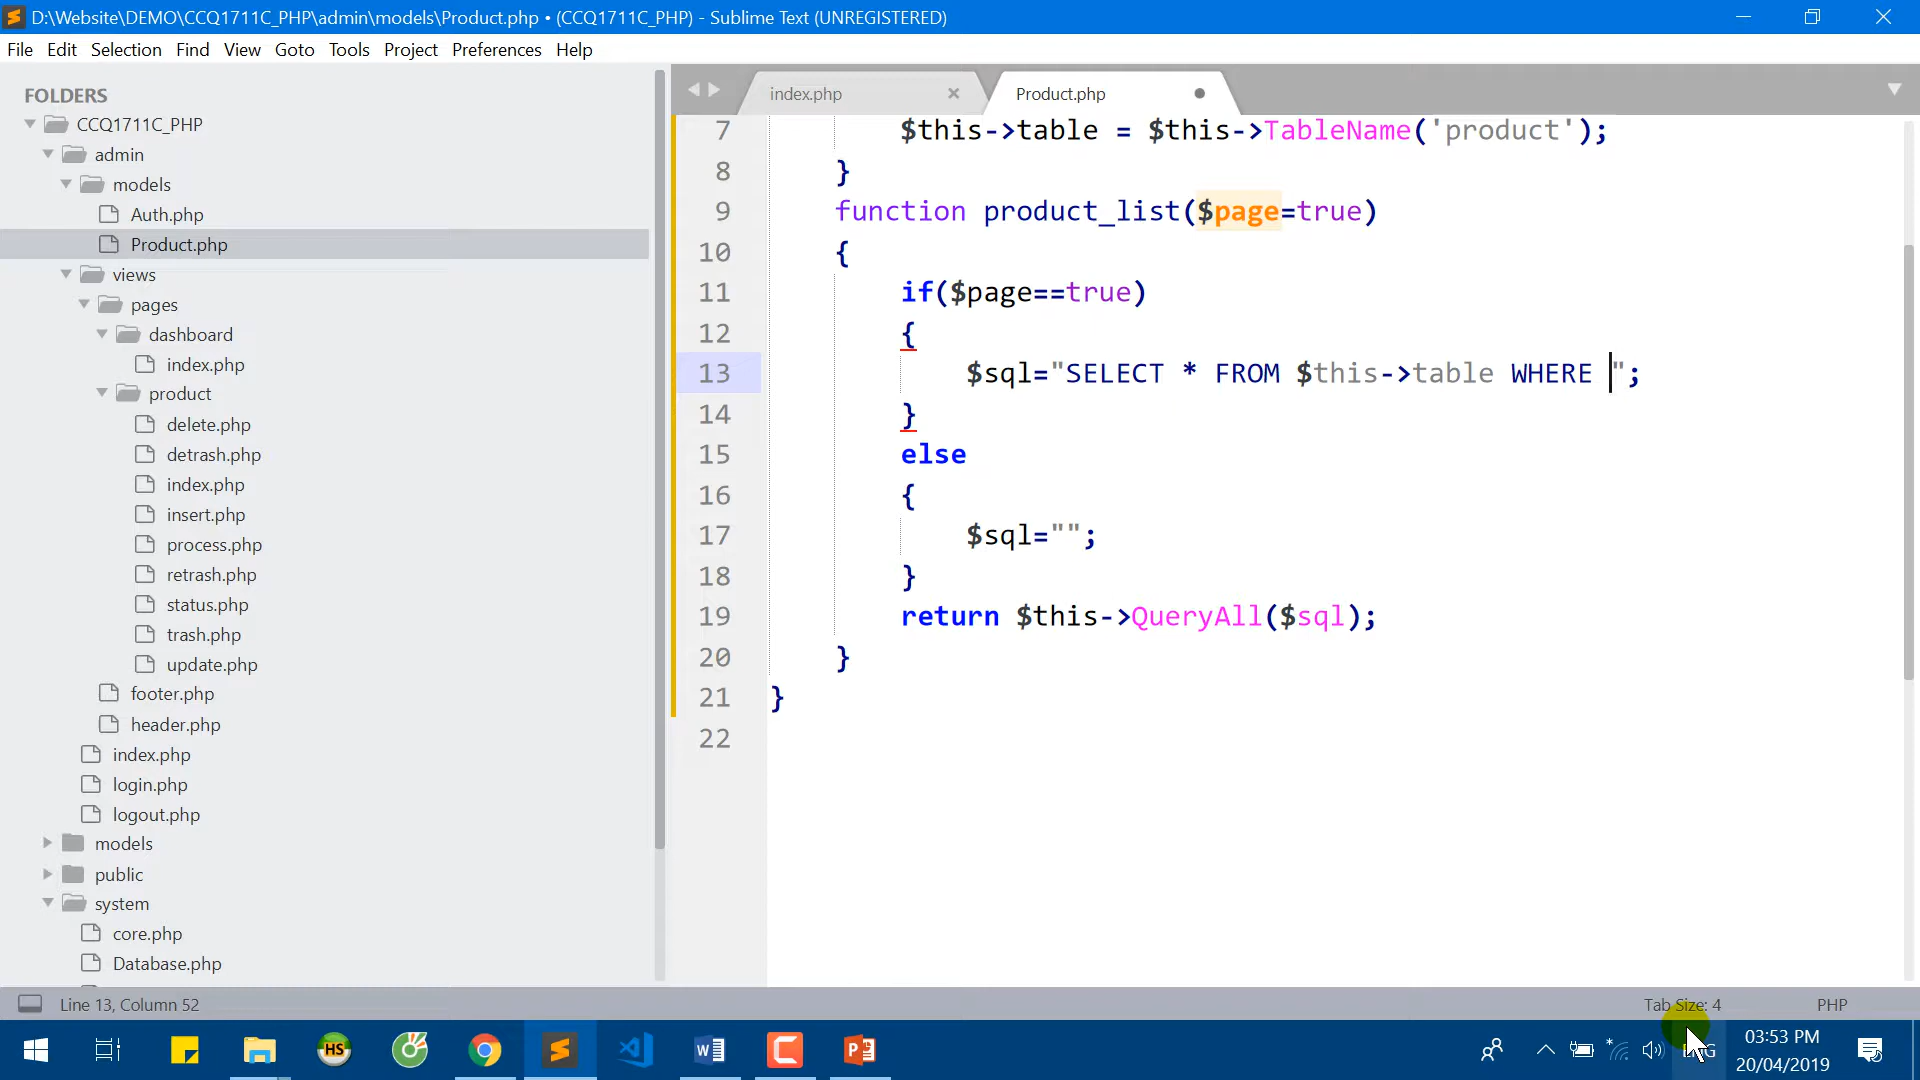 D:\Website\DEMO\CCQ1711C_PHP\admin\models\Product.php • (CCQ1711C_PHP) - Sublime Text (UNREGISTERED)
File Edit Selection Find View Goto Tools Project Preferences Help
FOLDERS
CCQ1711C_PHP
admin
models
Auth.php
Product.php
views
pages
dashboard
index.php
product
delete.php
detrash.php
index.php
insert.php
process.php
retrash.php
status.php
trash.php
update.php
footer.php
header.php
index.php
login.php
logout.php
models
public
system
core.php
Database.php
index.php
Product.php
7 $this->table = $this->TableName('product');
8 }
9 function product_list($page=true)
10 {
11 if($page==true)
12 {
13 $sql="SELECT * FROM $this->table WHERE ";
14 }
15 else
16 {
17 $sql="";
18 }
19 return $this->QueryAll($sql);
20 }
21 }
22
Line 13, Column 52
Tab Size: 4
PHP
HS
03:53 PM
20/04/2019